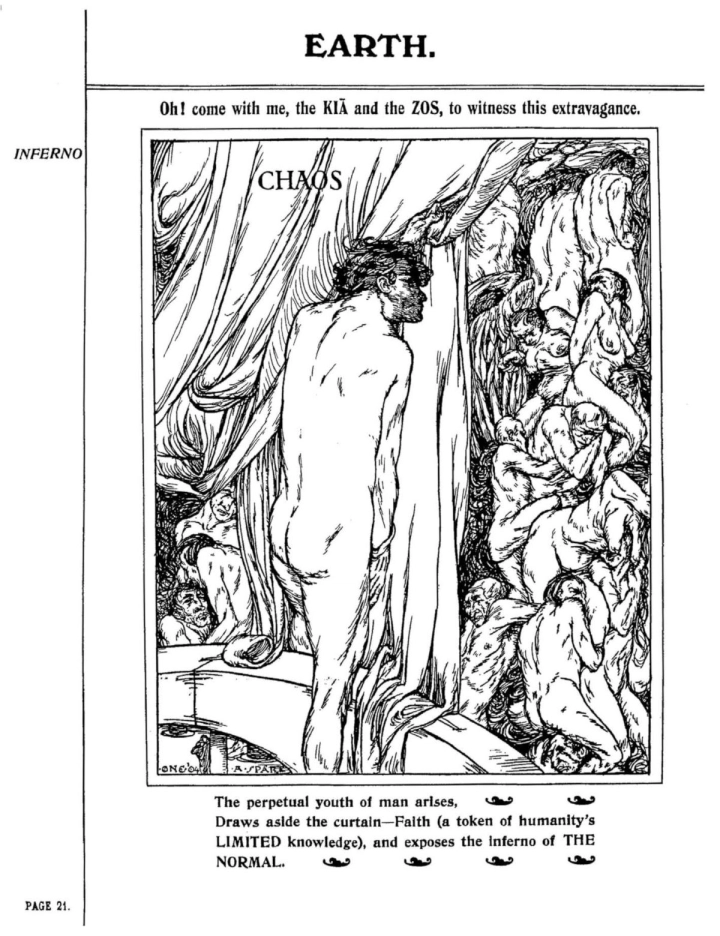 EARTH.
Oh! come with me, the KIĀ and the ZOS, to witness this extravagance.
INFERNO
CHAOS
ONE '04 A. SPARE
The perpetual youth of man arises,
Draws aside the curtain—Faith (a token of humanity's
LIMITED knowledge), and exposes the inferno of THE
NORMAL.
PAGE 21.